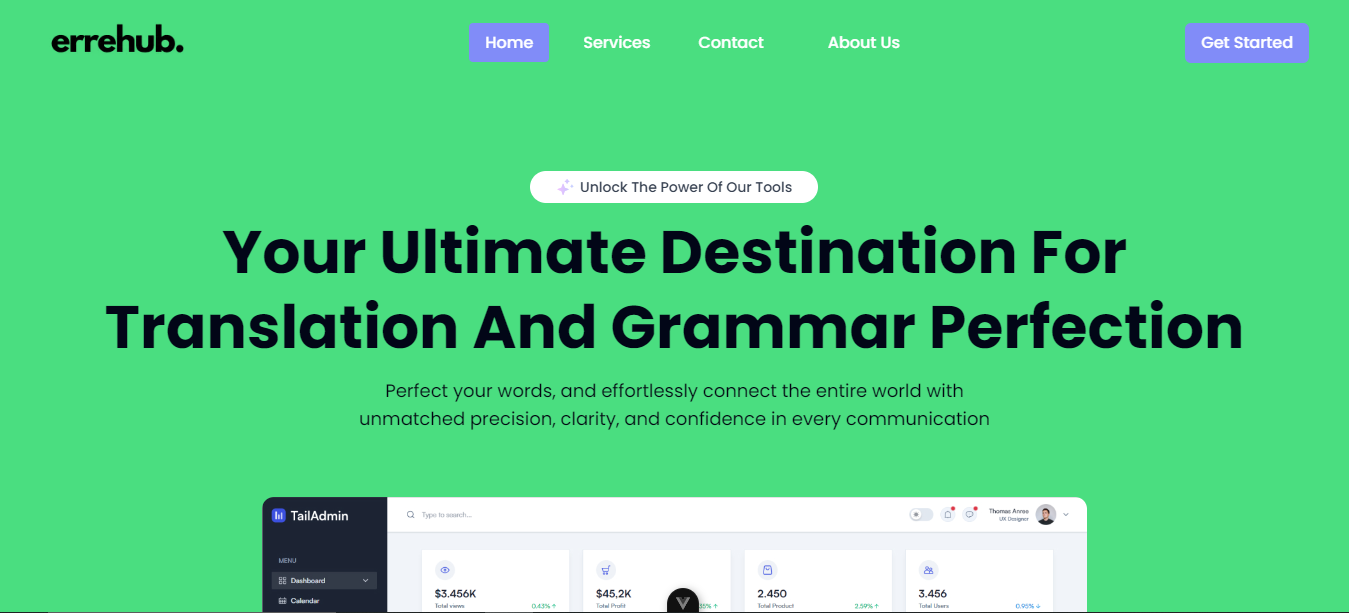 errehub.
Home
Services
Contact
About Us
Get Started
Unlock The Power Of Our Tools
Your Ultimate Destination For
Translation And Grammar Perfection
Perfect your words, and effortlessly connect the entire world with
unmatched precision, clarity, and confidence in every communication
TailAdmin
Type to search...
Thomas Anree
UX Designer
MENU
Dashboard
Calendar
$3.456K
Total views
0.43%
$45,2K
Total Profit
2.450
Total Product
2.59%
3.456
Total Users
0.95%